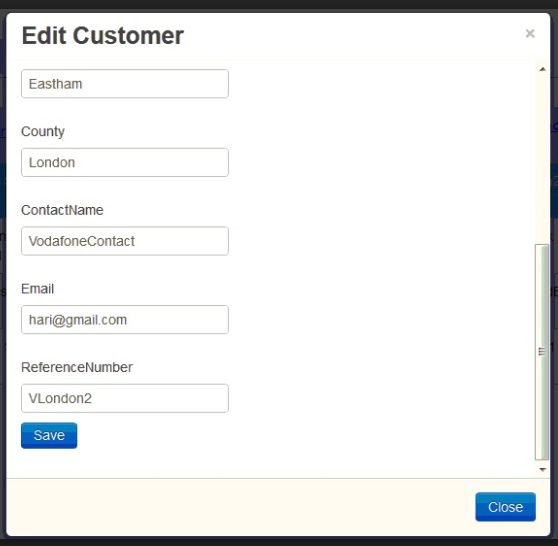 Edit Customer
×
Eastham
County
London
ContactName
VodafoneContact
Email
hari@gmail.com
ReferenceNumber
VLondon2
Save
Close